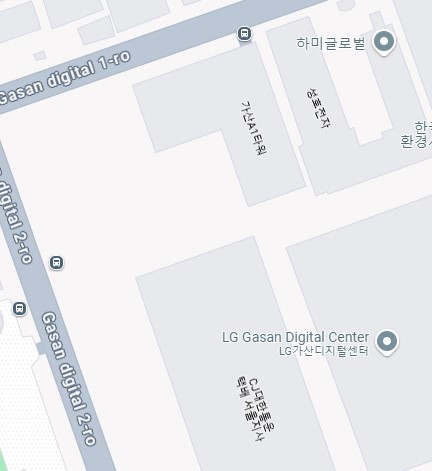 Gasan digital 1-ro
하미글로벌
성호전자
가산A1타워
환경
digital 2-ro
LG Gasan Digital Center
LG가산디지털센터
Gasan digital 2-ro
CJ대한통운
택배 서울지사